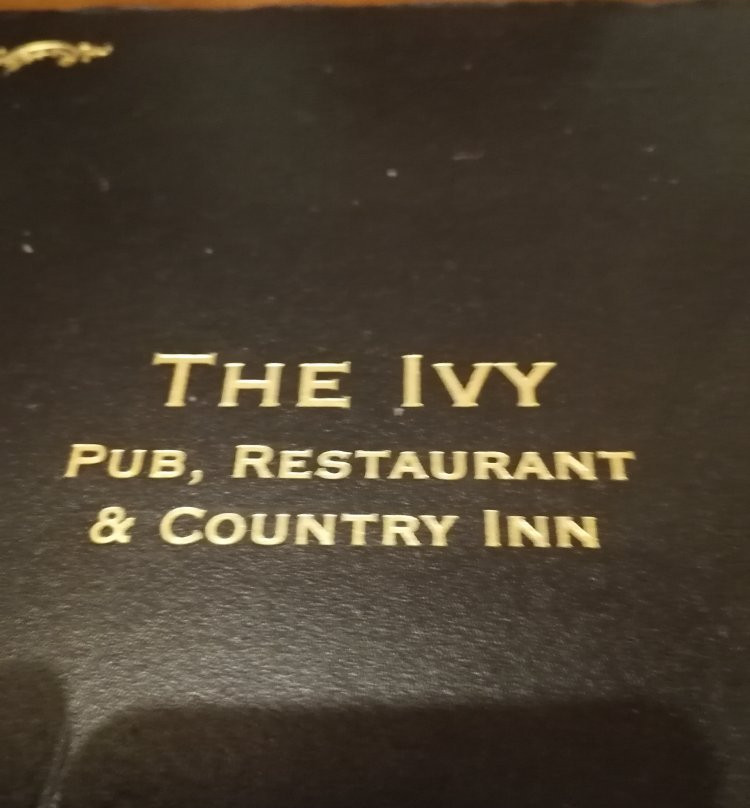 THE IVY
PUB, RESTAURANT
& COUNTRY INN